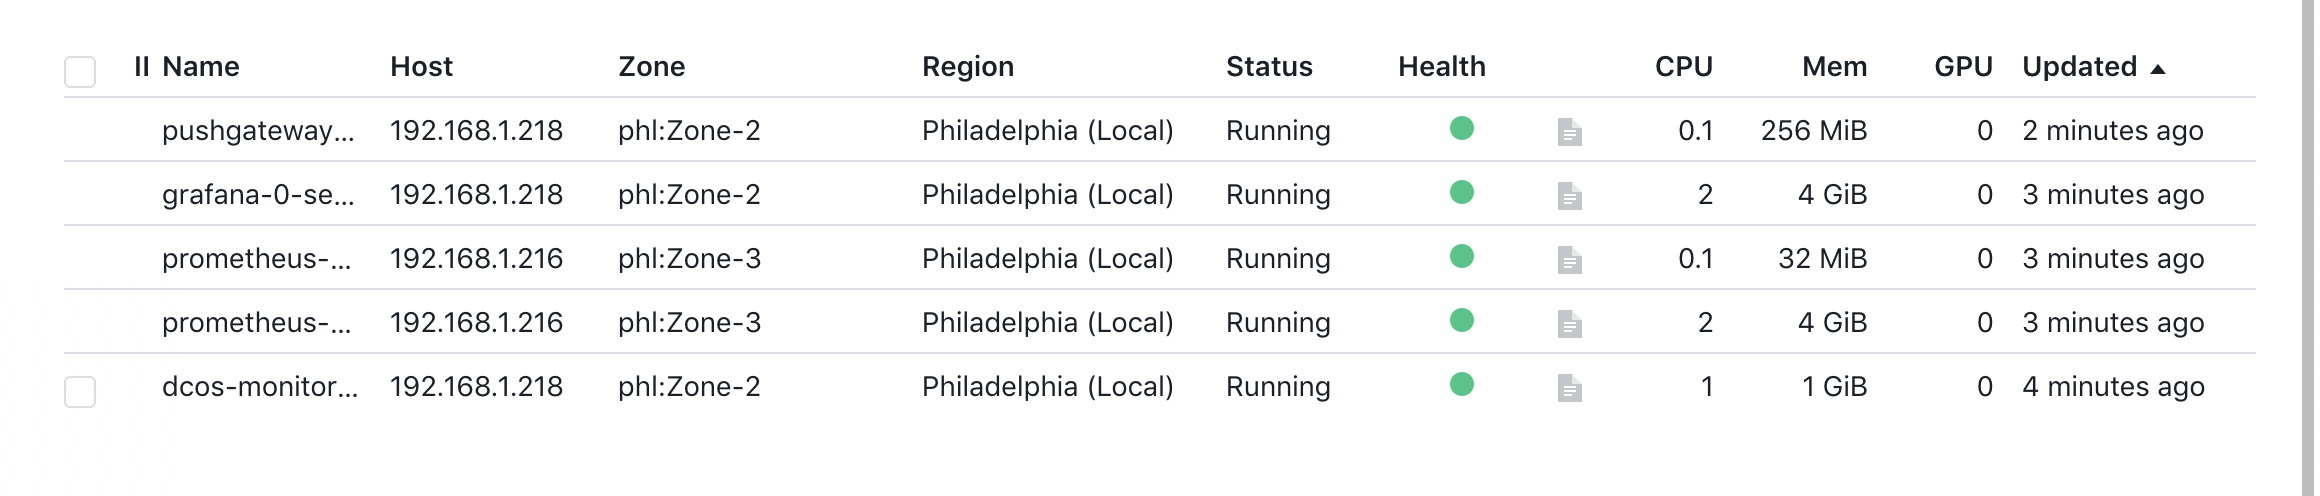 II Name Host Zone Region Status Health CPU Mem GPU Updated ▲
pushgateway... 192.168.1.218 phl:Zone-2 Philadelphia (Local) Running 0.1 256 MiB 0 2 minutes ago
grafana-0-se... 192.168.1.218 phl:Zone-2 Philadelphia (Local) Running 2 4 GiB 0 3 minutes ago
prometheus-... 192.168.1.216 phl:Zone-3 Philadelphia (Local) Running 0.1 32 MiB 0 3 minutes ago
prometheus-... 192.168.1.216 phl:Zone-3 Philadelphia (Local) Running 2 4 GiB 0 3 minutes ago
dcos-monitor... 192.168.1.218 phl:Zone-2 Philadelphia (Local) Running 1 1 GiB 0 4 minutes ago